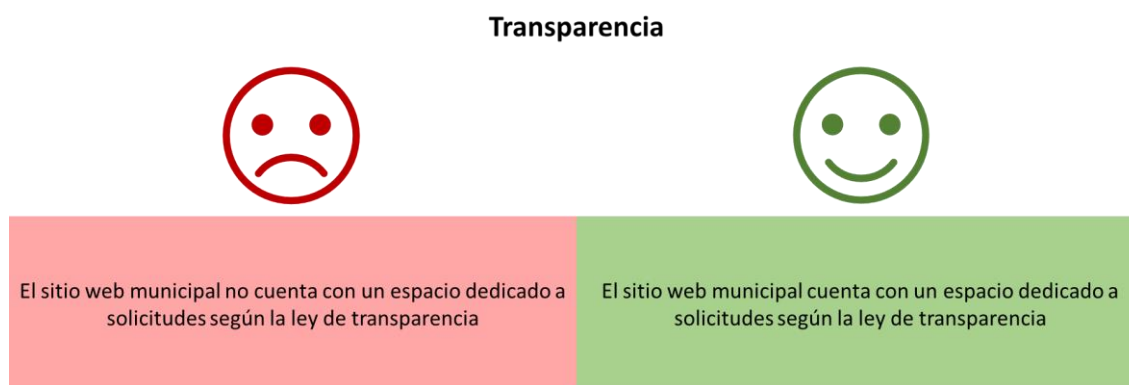 Transparencia
El sitio web municipal no cuenta con un espacio dedicado a
solicitudes según la ley de transparencia
El sitio web municipal cuenta con un espacio dedicado a
solicitudes según la ley de transparencia